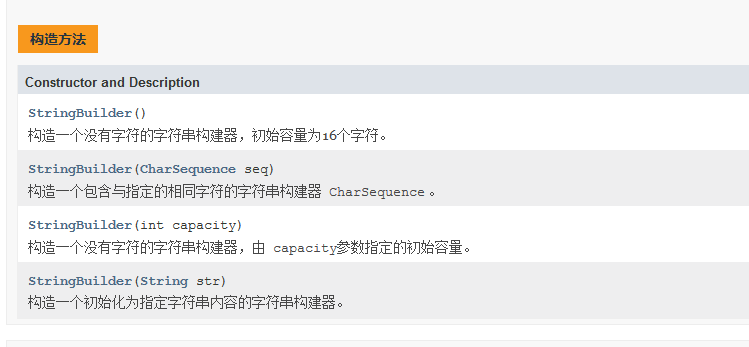 构造方法
Constructor and Description
StringBuilder()
构造一个没有字符的字符串构建器，初始容量为16个字符。
StringBuilder(CharSequence seq)
构造一个包含与指定的相同字符的字符串构建器 CharSequence 。
StringBuilder(int capacity)
构造一个没有字符的字符串构建器，由 capacity参数指定的初始容量。
StringBuilder(String str)
构造一个初始化为指定字符串内容的字符串构建器。